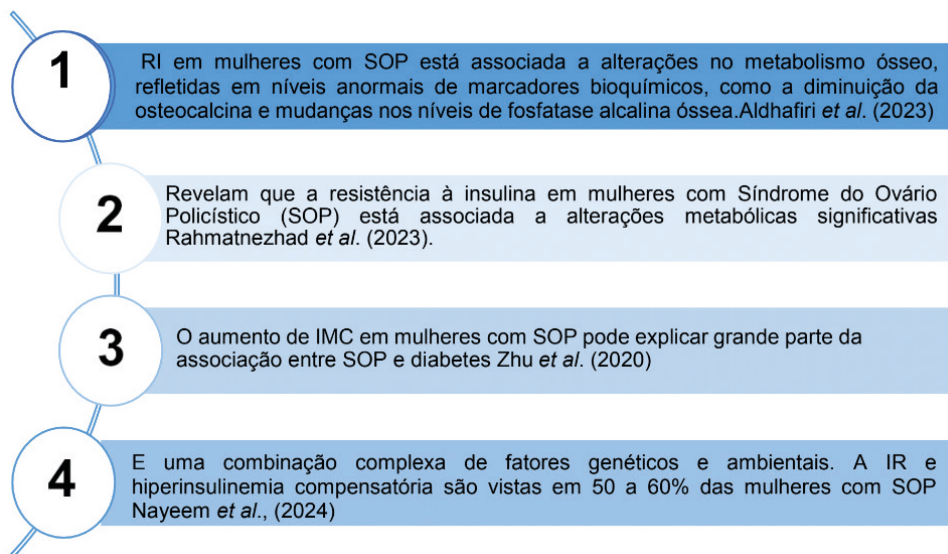 1
RI em mulheres com SOP está associada a alterações no metabolismo ósseo,
refletidas em níveis anormais de marcadores bioquímicos, como a diminuição da
osteocalcina e mudanças nos níveis de fosfatase alcalina óssea.Aldhafiri et al. (2023)
2
Revelam que a resistência à insulina em mulheres com Síndrome do Ovário
Policístico (SOP) está associada a alterações metabólicas significativas
Rahmatnezhad et al. (2023).
3
O aumento de IMC em mulheres com SOP pode explicar grande parte da
associação entre SOP e diabetes Zhu et al. (2020)
4
E uma combinação complexa de fatores genéticos e ambientais. A IR e
hiperinsulinemia compensatória são vistas em 50 a 60% das mulheres com SOP
Nayeem et al., (2024)